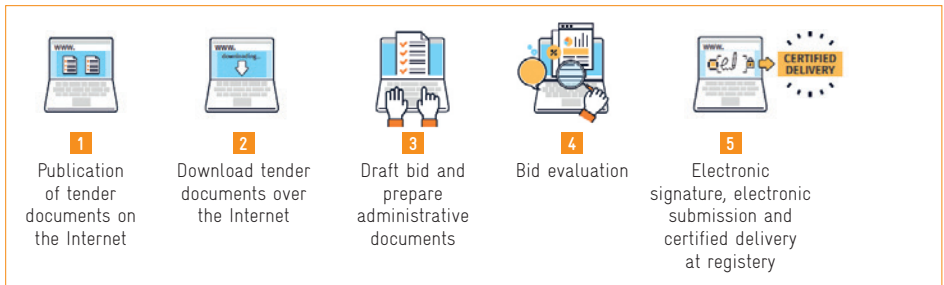 www.
www.
downloading...
%
www.
el
CERTIFIED
DELIVERY
1
Publication
of tender
documents on
the Internet
2
Download tender
documents over
the Internet
3
Draft bid and
prepare
administrative
documents
4
Bid evaluation
5
Electronic
signature, electronic
submission and
certified delivery
at registery